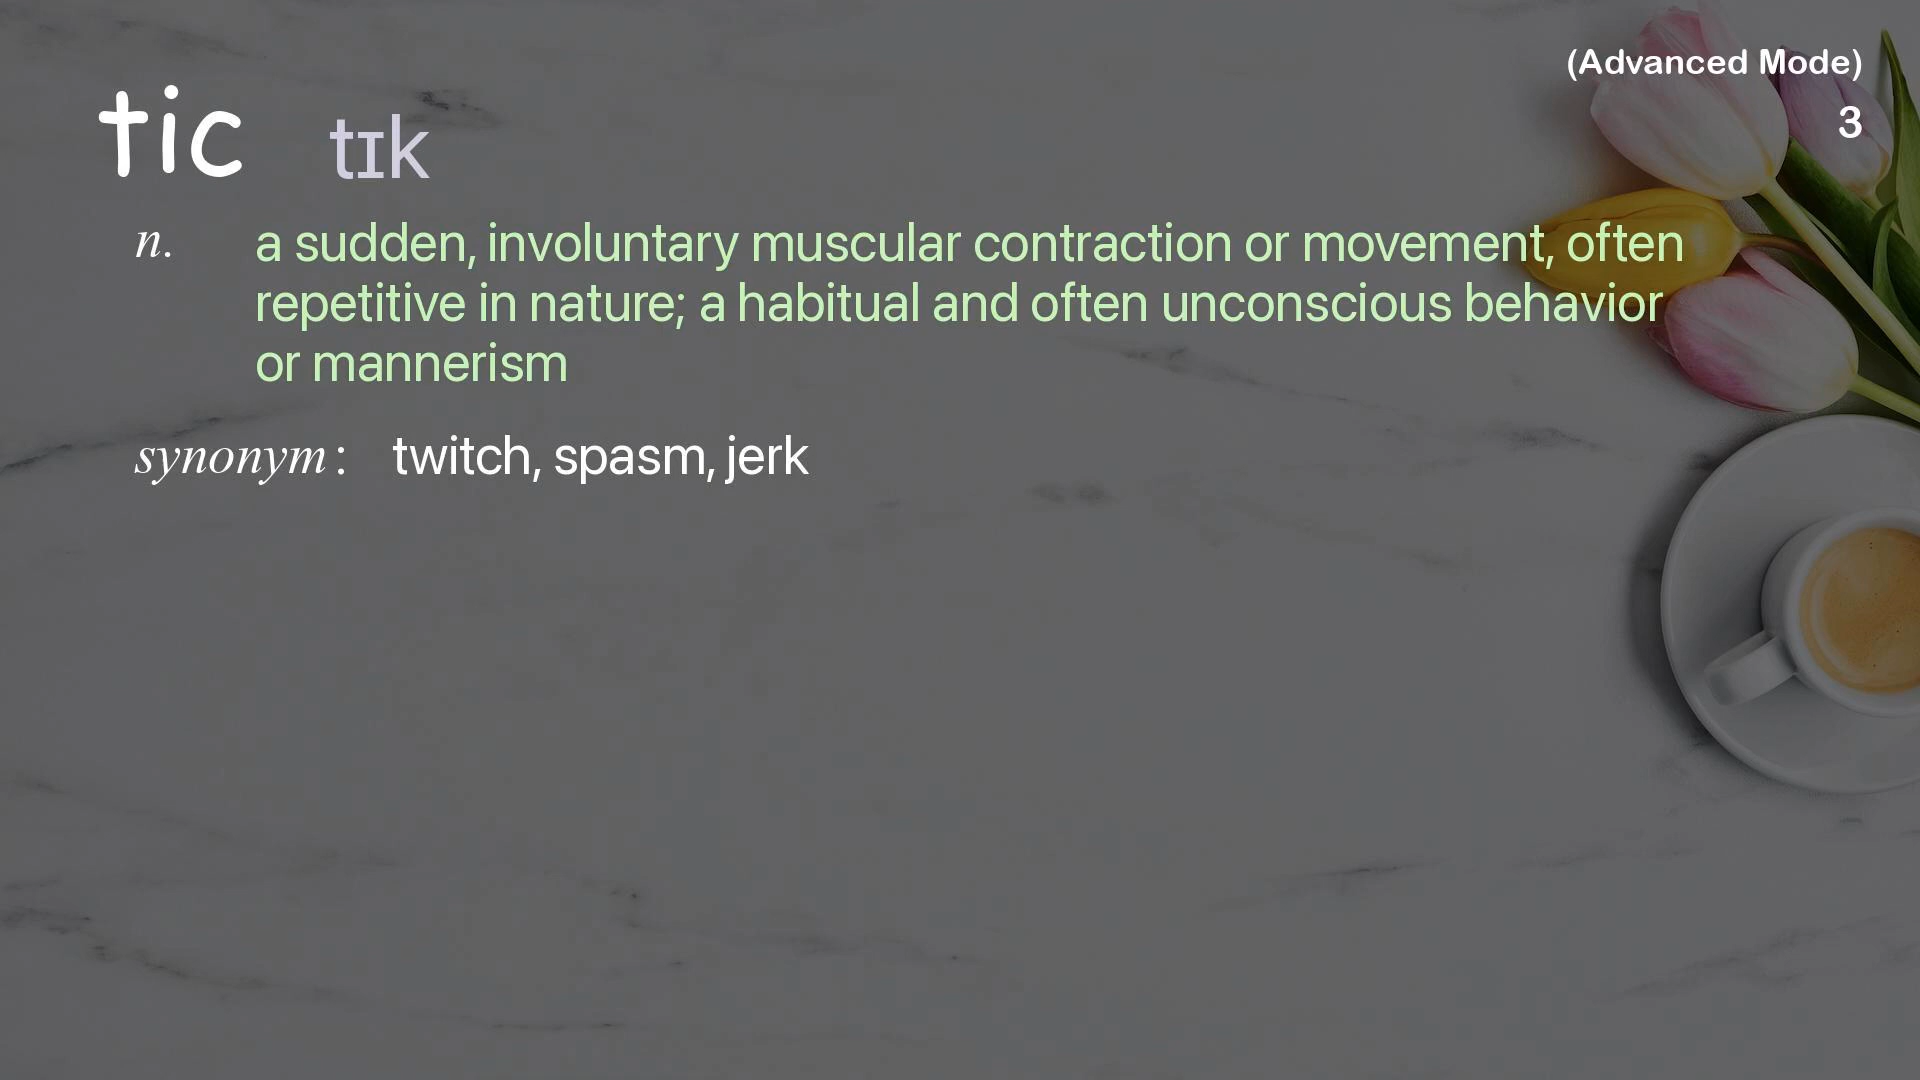 (Advanced Mode)
3
tic tɪk
n. a sudden, involuntary muscular contraction or movement, often
repetitive in nature; a habitual and often unconscious behavior
or mannerism
synonym: twitch, spasm, jerk